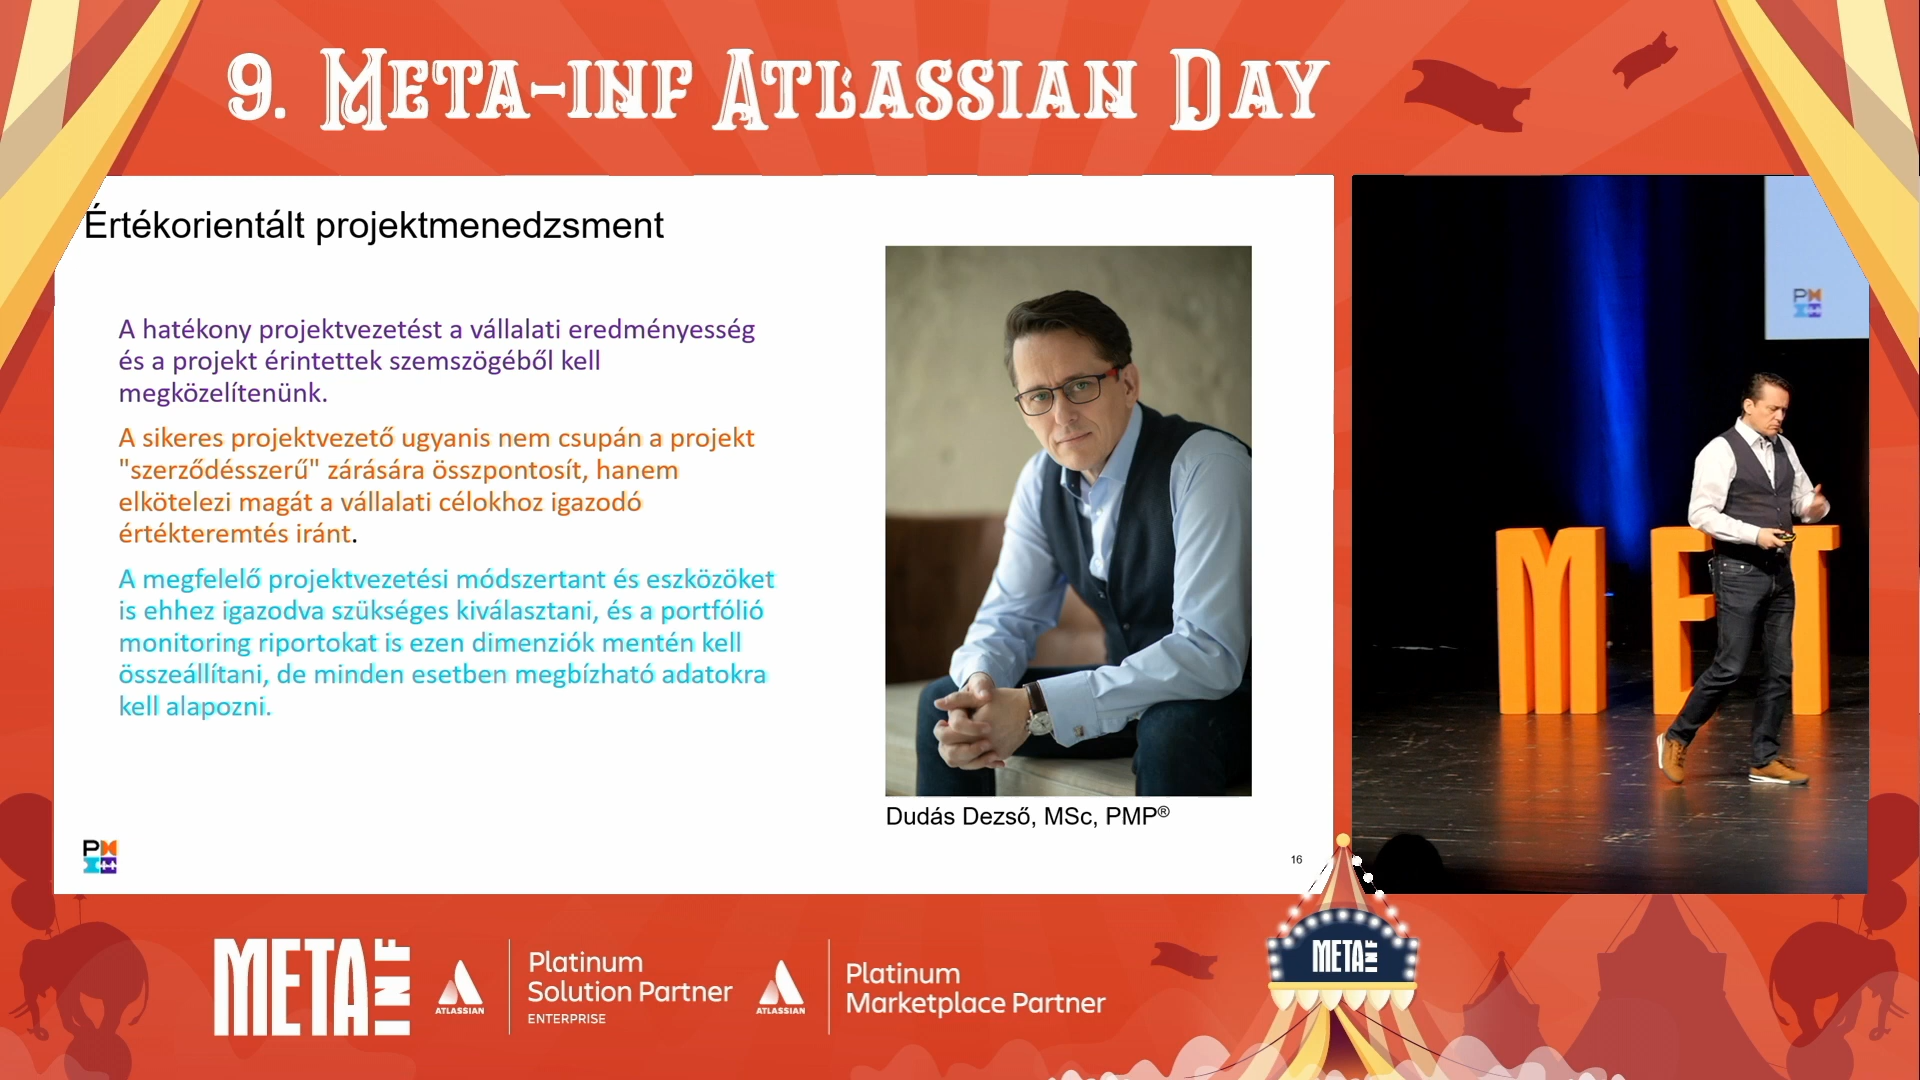 9. META-INF ATLASSIAN DAY
Értékorientált projektmenedzsment
A hatékony projektvezetést a vállalati eredményesség
és a projekt érintettek szemszögéből kell
megközelítenünk.
A sikeres projektvezető ugyanis nem csupán a projekt
"szerződésszerű" zárására összpontosít, hanem
elkötelezi magát a vállalati célokhoz igazodó
értékteremtés iránt.
A megfelelő projektvezetési módszertant és eszközöket
is ehhez igazodva szükséges kiválasztani, és a portfólió
monitoring riportokat is ezen dimenziók mentén kell
összeállítani, de minden esetben megbízható adatokra
kell alapozni.
Dudás Dezső, MSc, PMP®
16
MET
META INF
ATLASSIAN
Platinum
Solution Partner
ENTERPRISE
ATLASSIAN
Platinum
Marketplace Partner
META INF